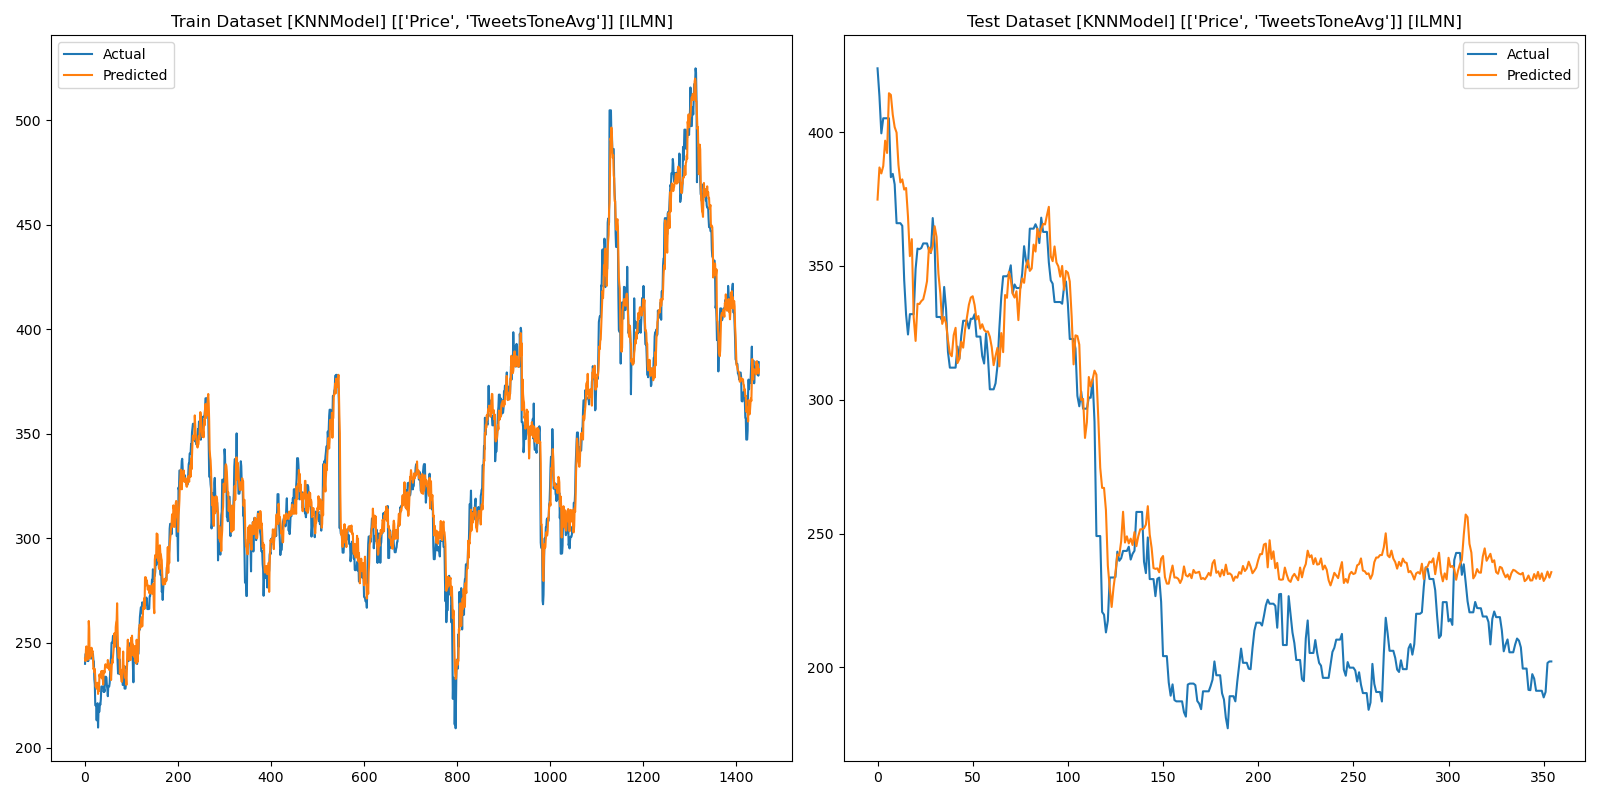 Train Dataset [KNNModel] [['Price', 'TweetsToneAvg']] [ILMN]
Actual
Predicted
500
450
400
350
300
250
200
0 200 400 600 800 1000 1200 1400
Test Dataset [KNNModel] [['Price', 'TweetsToneAvg']] [ILMN]
Actual
Predicted
400
350
300
250
200
0 50 100 150 200 250 300 350